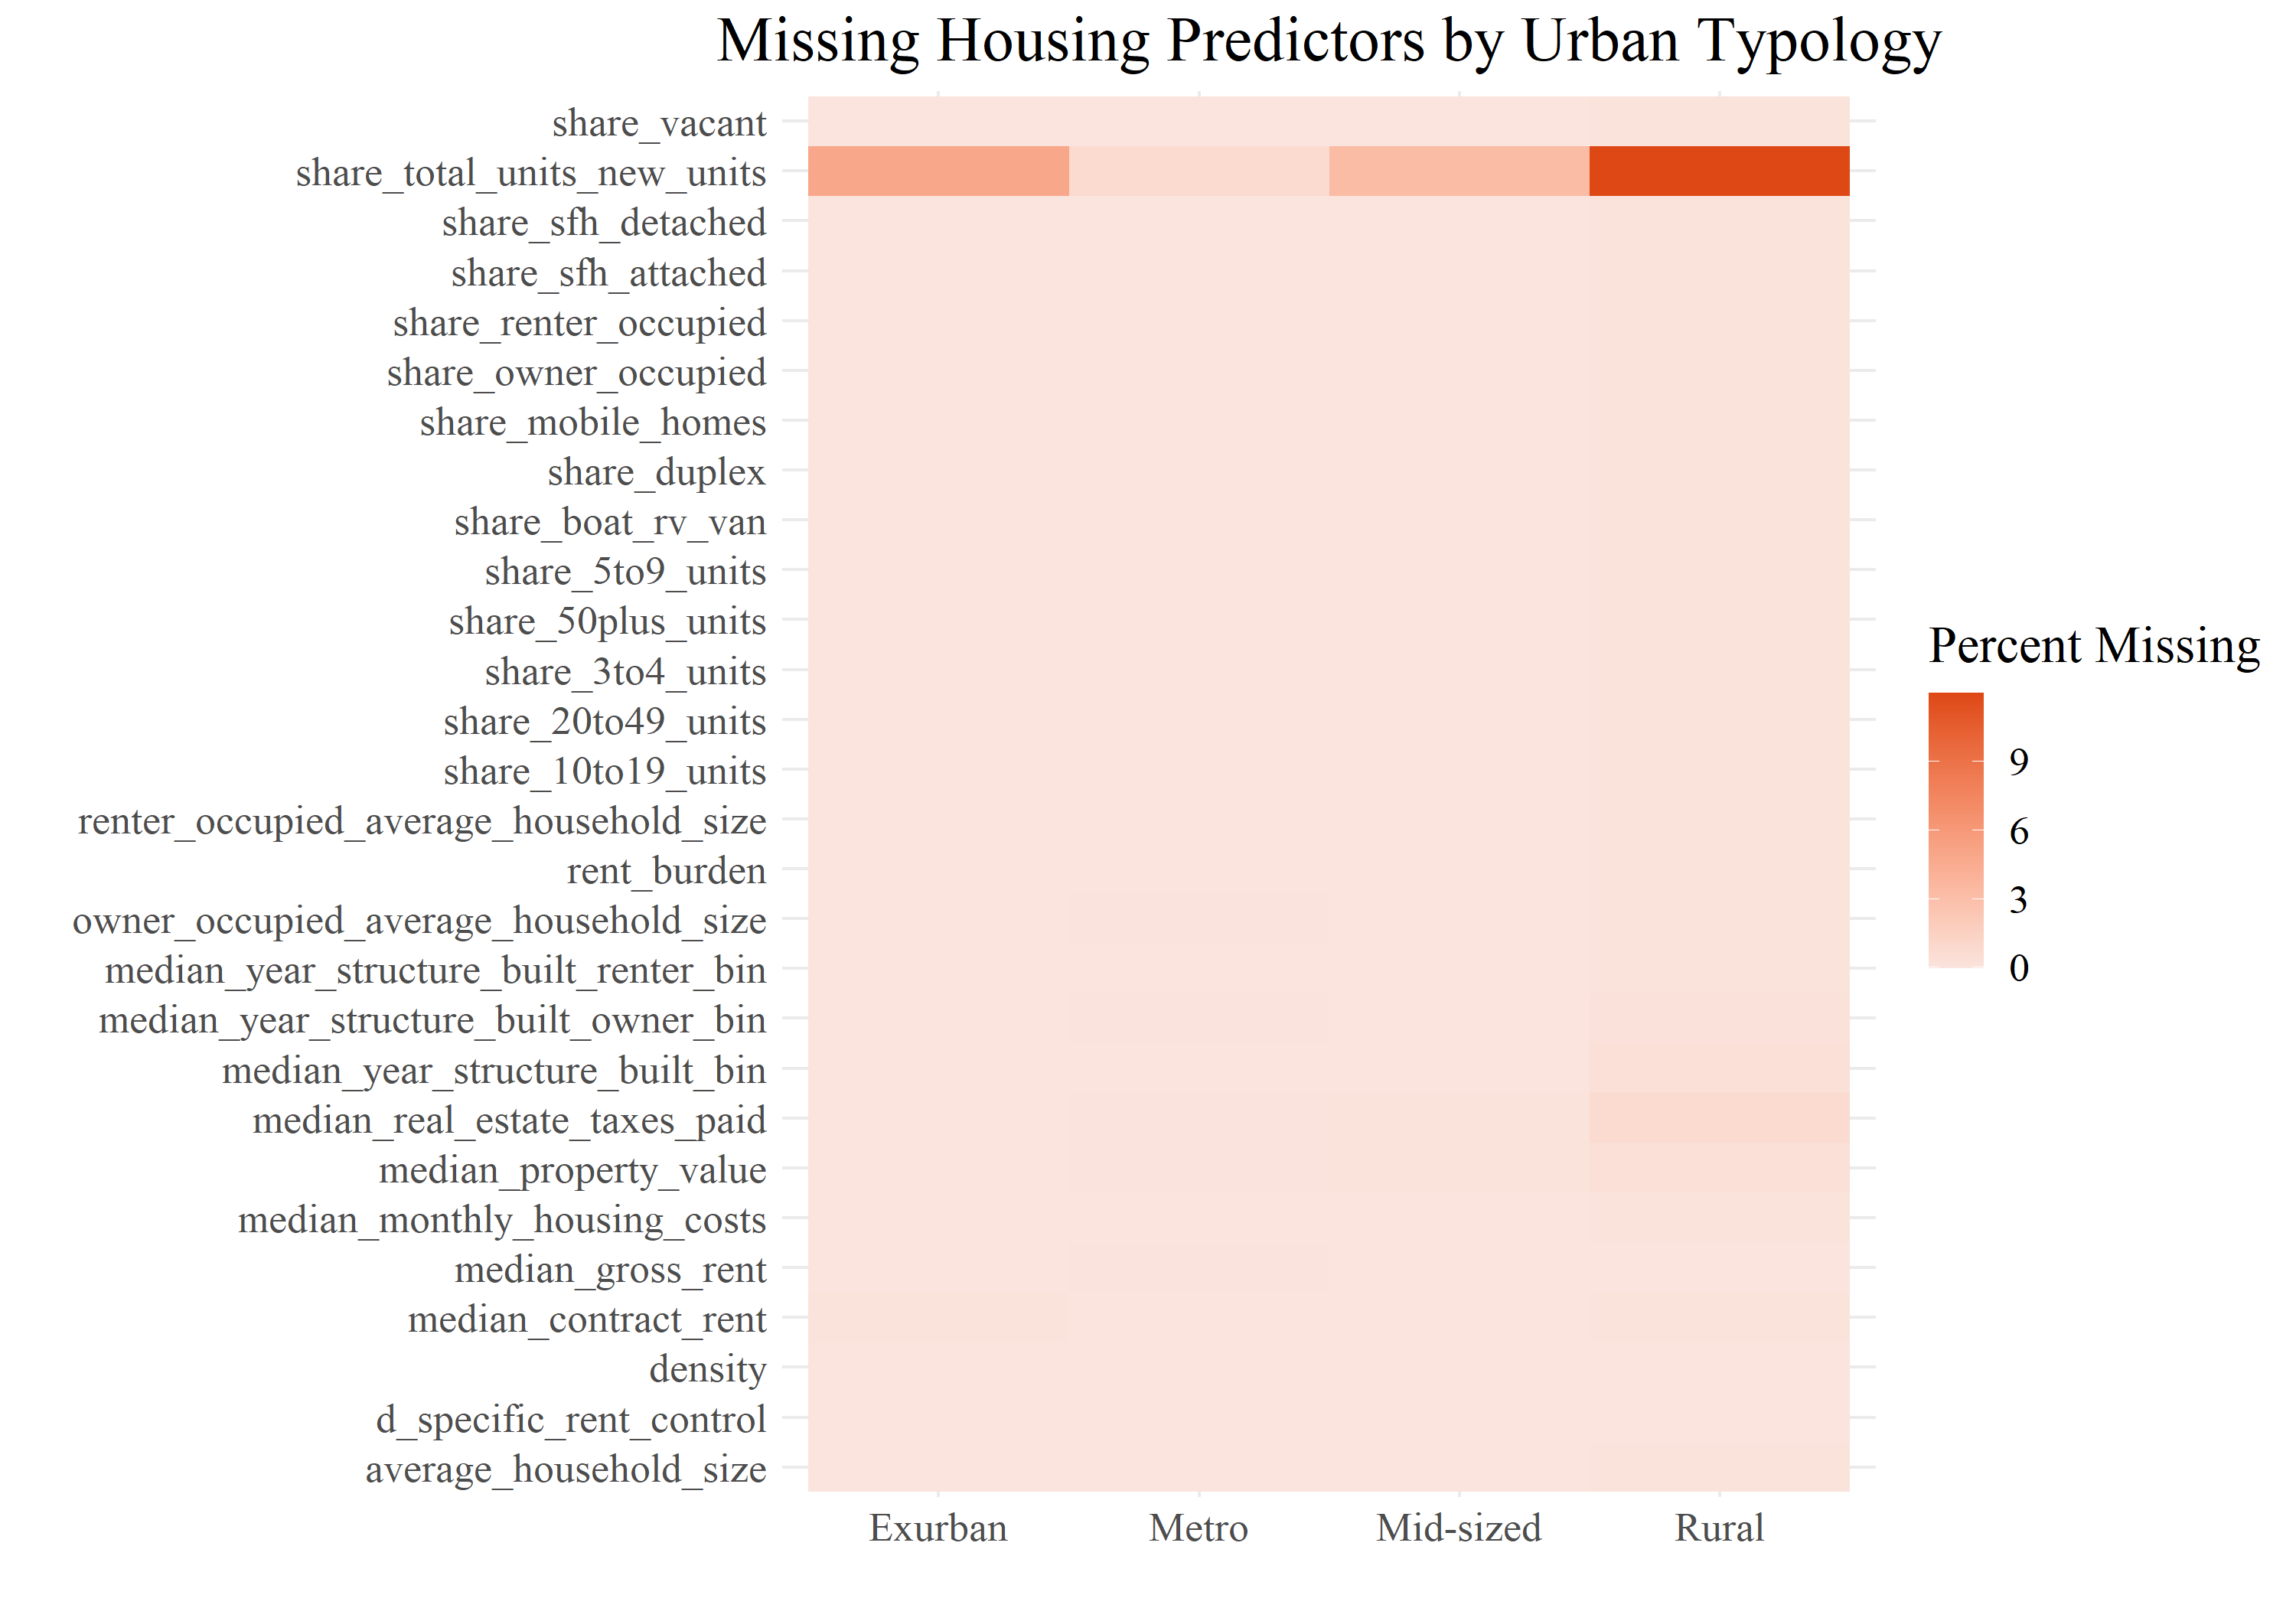 Missing Housing Predictors by Urban Typology
share_vacant
share_total_units_new_units
share_sfh_detached
share_sfh_attached
share_renter_occupied
share_owner_occupied
share_mobile_homes
share_duplex
share_boat_rv_van
share_5to9_units
share_50plus_units
share_3to4_units
share_20to49_units
share_10to19_units
renter_occupied_average_household_size
rent_burden
owner_occupied_average_household_size
median_year_structure_built_renter_bin
median_year_structure_built_owner_bin
median_year_structure_built_bin
median_real_estate_taxes_paid
median_property_value
median_monthly_housing_costs
median_gross_rent
median_contract_rent
density
d_specific_rent_control
average_household_size
Exurban Metro Mid-sized Rural
Percent Missing
9
6
3
0